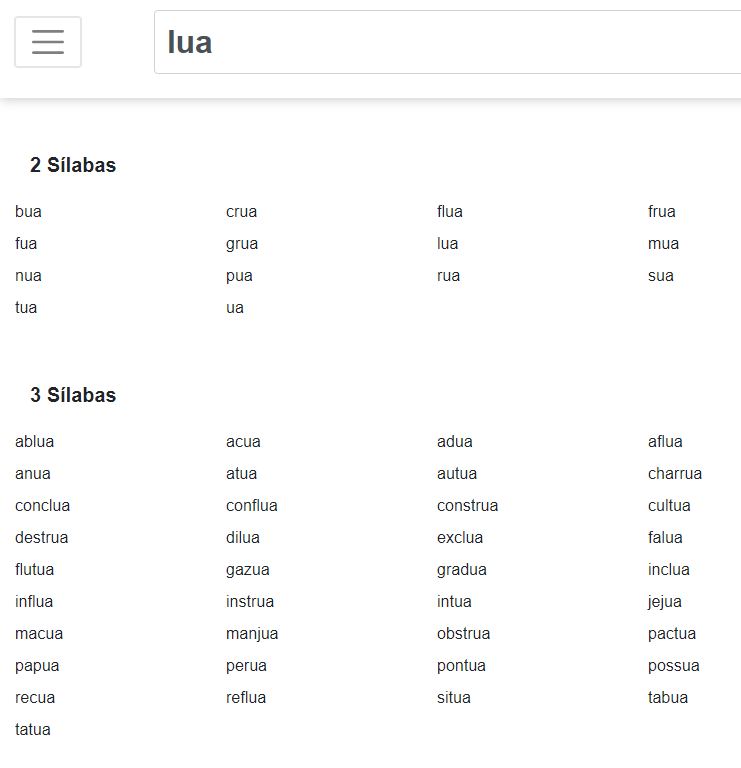 lua
2 Sílabas
bua crua flua frua
fua grua lua mua
nua pua rua sua
tua ua
3 Sílabas
ablua acua adua aflua
anua atua autua charrua
conclua conflua construa cultua
destrua dilua exclua falua
flutua gazua gradua inclua
influa instrua intua jejua
macua manjua obstrua pactua
papua perua pontua possua
recua reflua situa tabua
tatua